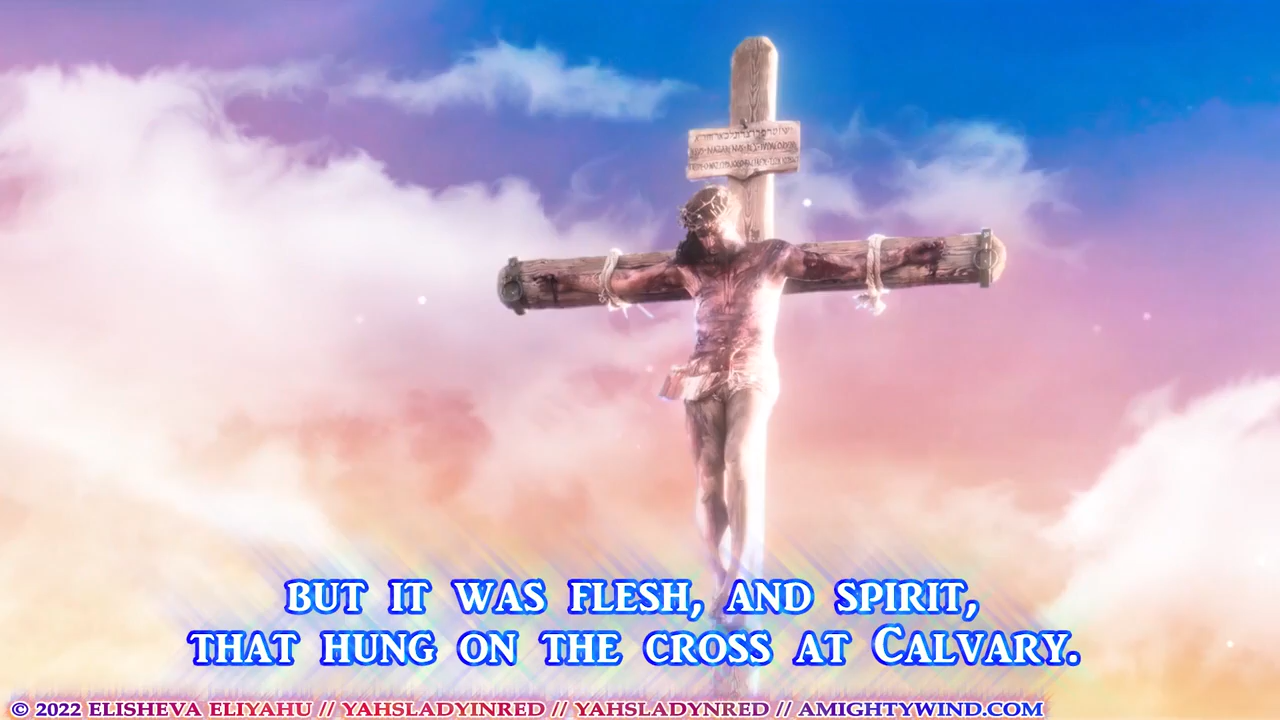 BUT IT WAS FLESH, AND SPIRIT,
THAT HUNG ON THE CROSS AT CALVARY.
© 2022 ELISHEVA ELIYAHU // YAHSLADYINRED // YAHSLADYNRED // AMIGHTYWIND.COM